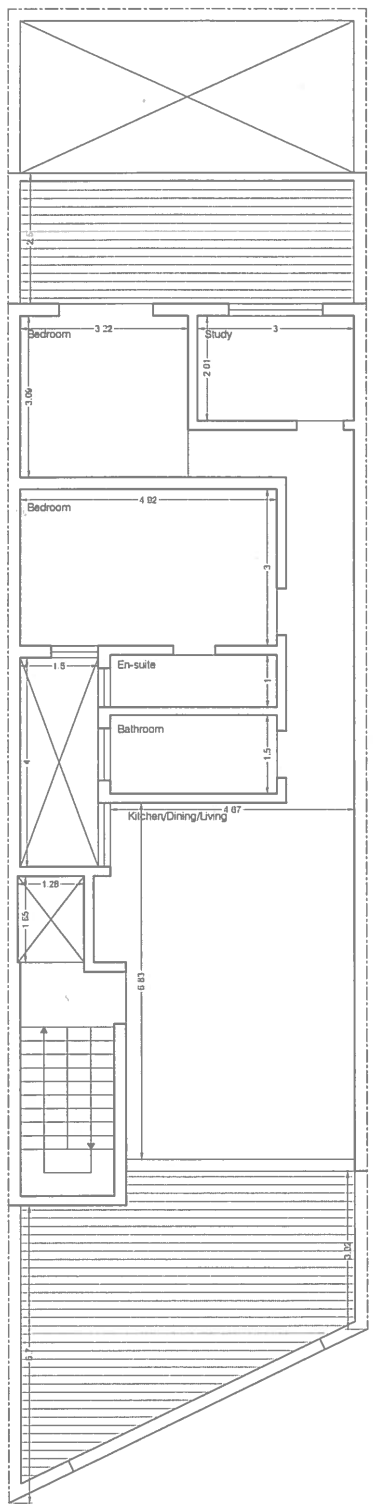 2.5
3.22
Bedroom
3
Study
2.01
3.09
4.92
Bedroom
3
1.5
En-suite
1
Bathroom
1.5
4
4.67
Kitchen/Dining/Living
1.28
1.65
6.83
3.02